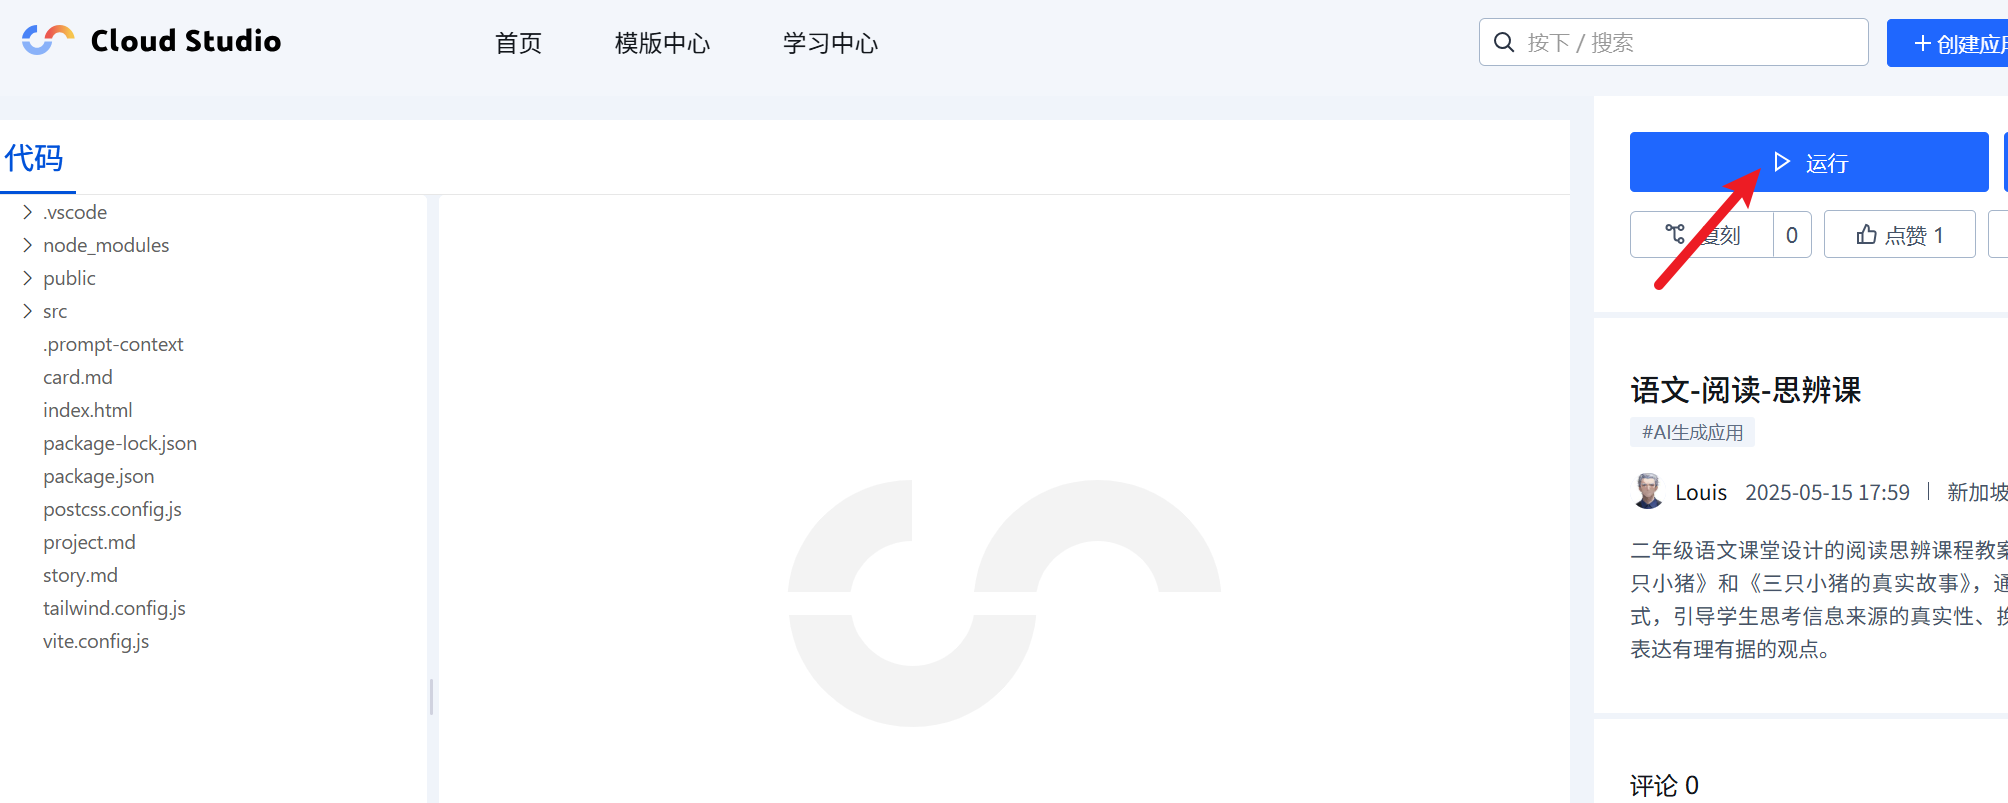 Cloud Studio
首页
模版中心
学习中心
按下 / 搜索
创建应用
代码
.vscode
node_modules
public
src
.prompt-context
card.md
index.html
package-lock.json
package.json
postcss.config.js
project.md
story.md
tailwind.config.js
vite.config.js
运行
复刻
0
点赞 1
语文-阅读-思辨课
#AI生成应用
Louis 2025-05-15 17:59 新加坡
二年级语文课堂设计的阅读思辨课程教案
只小猪》和《三只小猪的真实故事》，通
式，引导学生思考信息来源的真实性、换
表达有理有据的观点。
评论 0